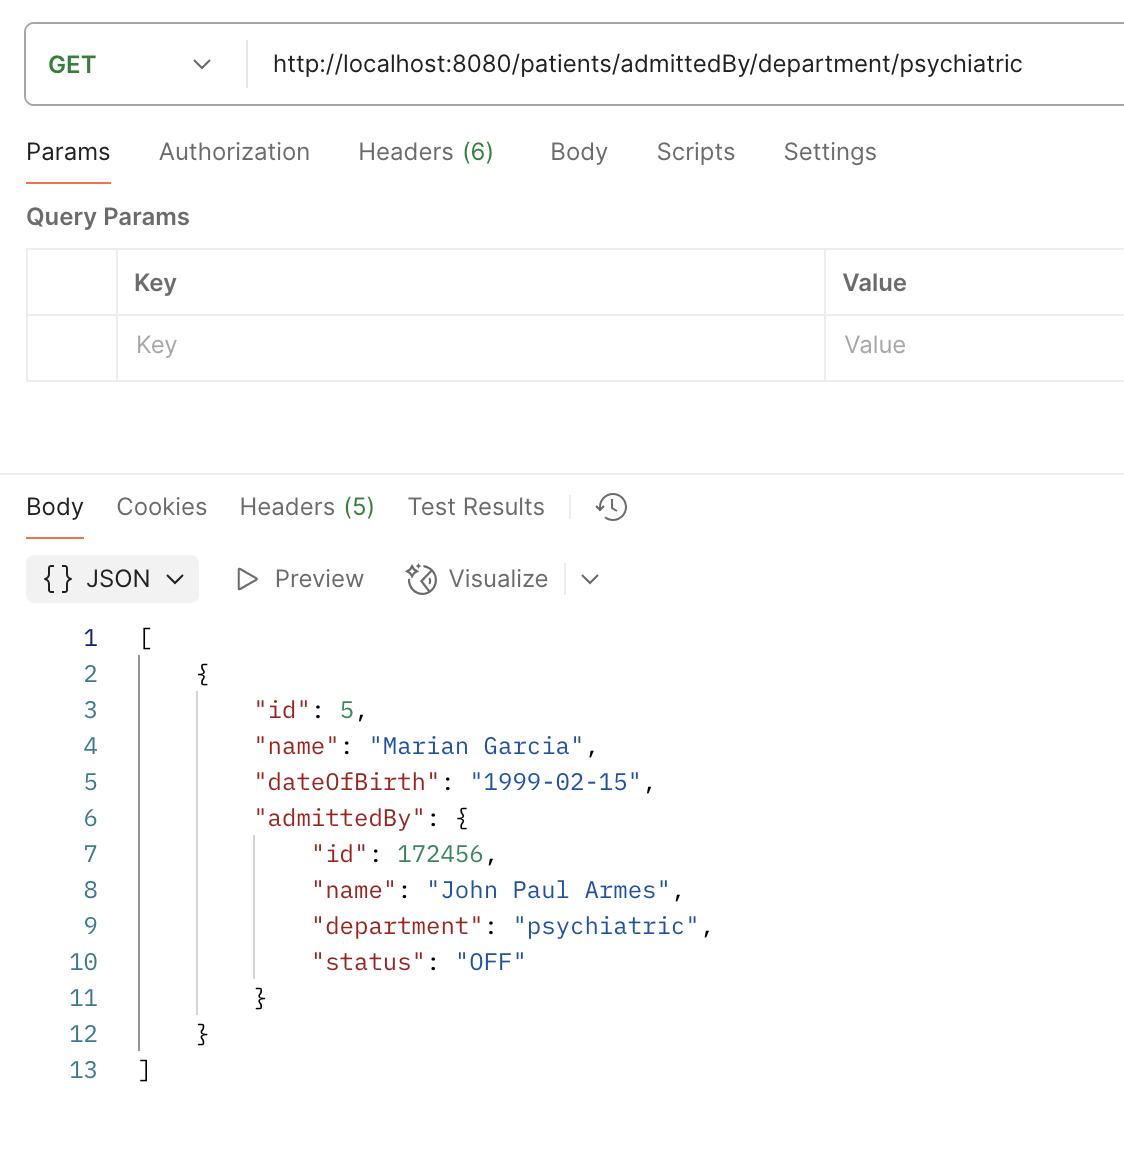 GET http://localhost:8080/patients/admittedBy/department/psychiatric
Params Authorization Headers (6) Body Scripts Settings
Query Params
Key Value
Key Value
Body Cookies Headers (5) Test Results
{} JSON Preview Visualize
1 [
2 {
3 "id": 5,
4 "name": "Marian Garcia",
5 "dateOfBirth": "1999-02-15",
6 "admittedBy": {
7 "id": 172456,
8 "name": "John Paul Armes",
9 "department": "psychiatric",
10 "status": "OFF"
11 }
12 }
13 ]